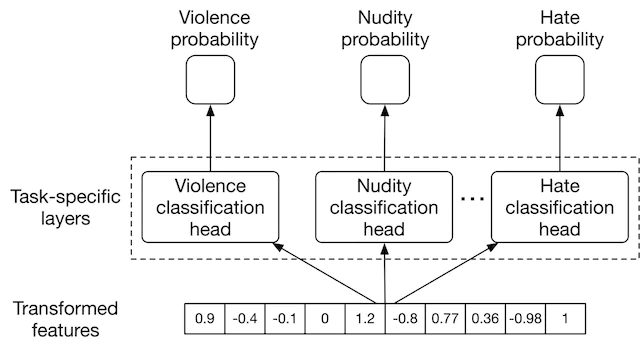 Violence probability
Nudity probability
Hate probability
Task-specific layers
Violence classification head
Nudity classification head
...
Hate classification head
Transformed features
0.9 -0.4 -0.1 0 1.2 -0.8 0.77 0.36 -0.98 1